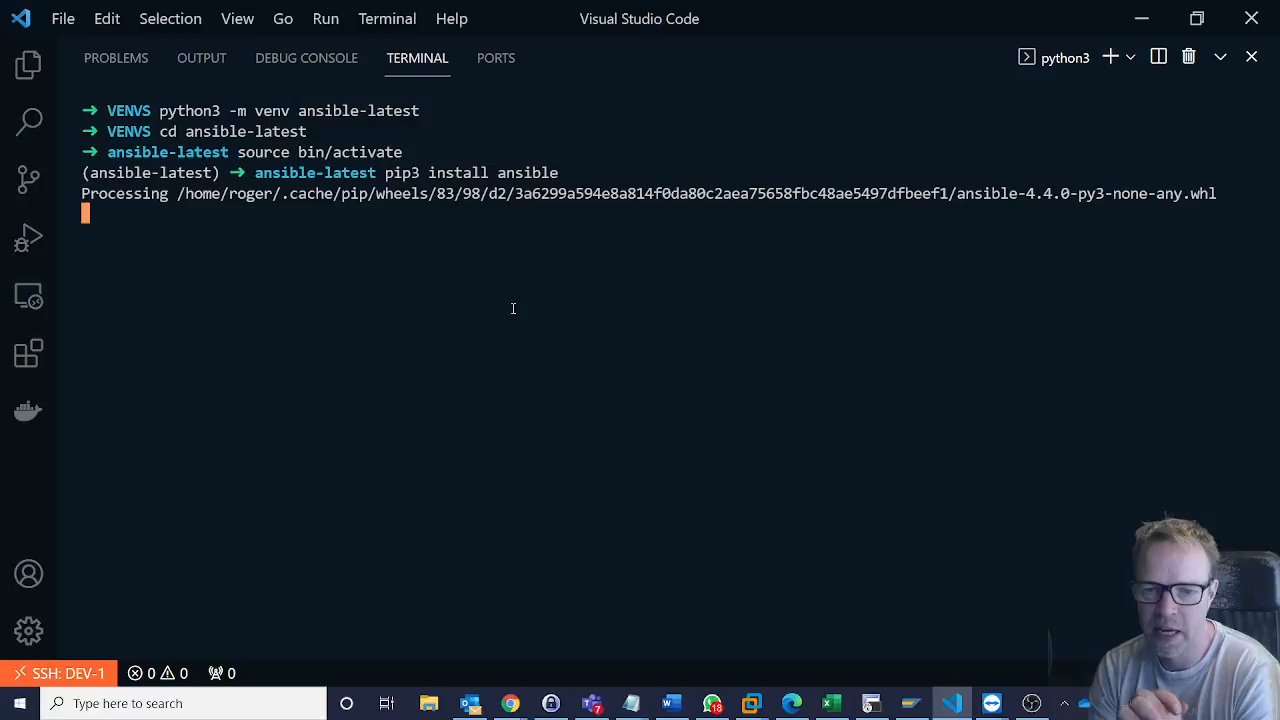 File Edit Selection View Go Run Terminal Help Visual Studio Code
PROBLEMS OUTPUT DEBUG CONSOLE TERMINAL PORTS python3
➜ VENVS python3 -m venv ansible-latest
➜ VENVS cd ansible-latest
➜ ansible-latest source bin/activate
(ansible-latest) ➜ ansible-latest pip3 install ansible
Processing /home/roger/.cache/pip/wheels/83/98/d2/3a6299a594e8a814f0da80c2aea75658fbc48ae5497dfbeef1/ansible-4.4.0-py3-none-any.whl
SSH: DEV-1 0 0 0
Type here to search 7 18